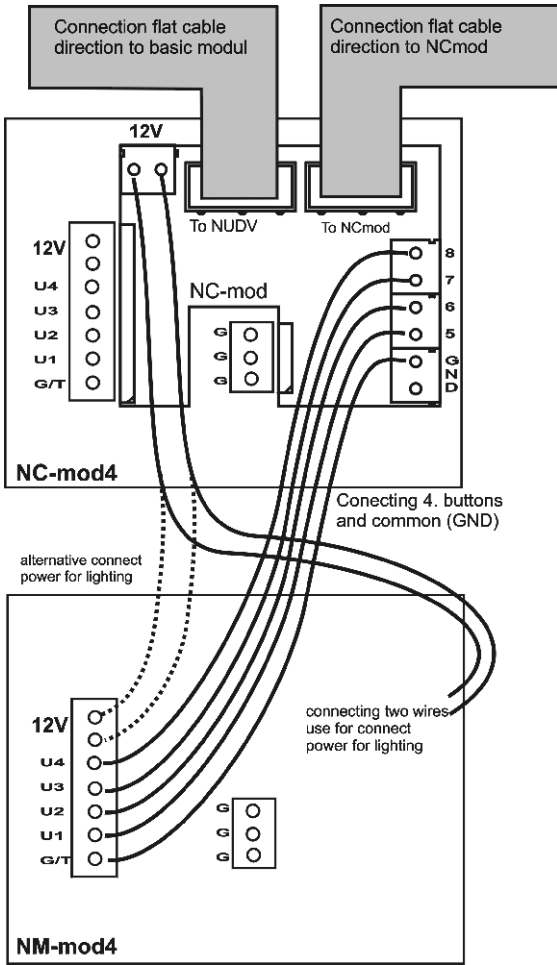 Connection flat cable
direction to basic modul
Connection flat cable
direction to NCmod
12V
To NUDV
To NCmod
12V
U4
U3
U2
U1
G/T
NC-mod
G
G
G
8
7
6
5
G
N
D
NC-mod4
Conecting 4. buttons
and common (GND)
alternative connect
power for lighting
connecting two wires
use for connect
power for lighting
12V
U4
U3
U2
U1
G/T
G
G
G
NM-mod4